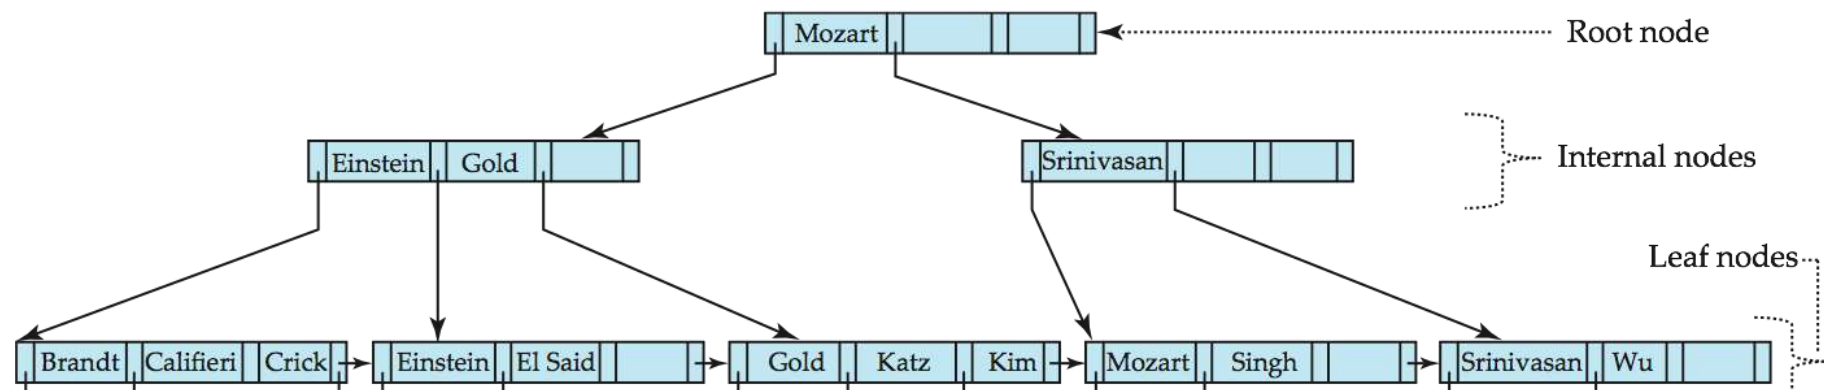 Mozart
Root node
Einstein Gold
Srinivasan
Internal nodes
Leaf nodes
Brandt Califieri Crick Einstein El Said Gold Katz Kim Mozart Singh Srinivasan Wu